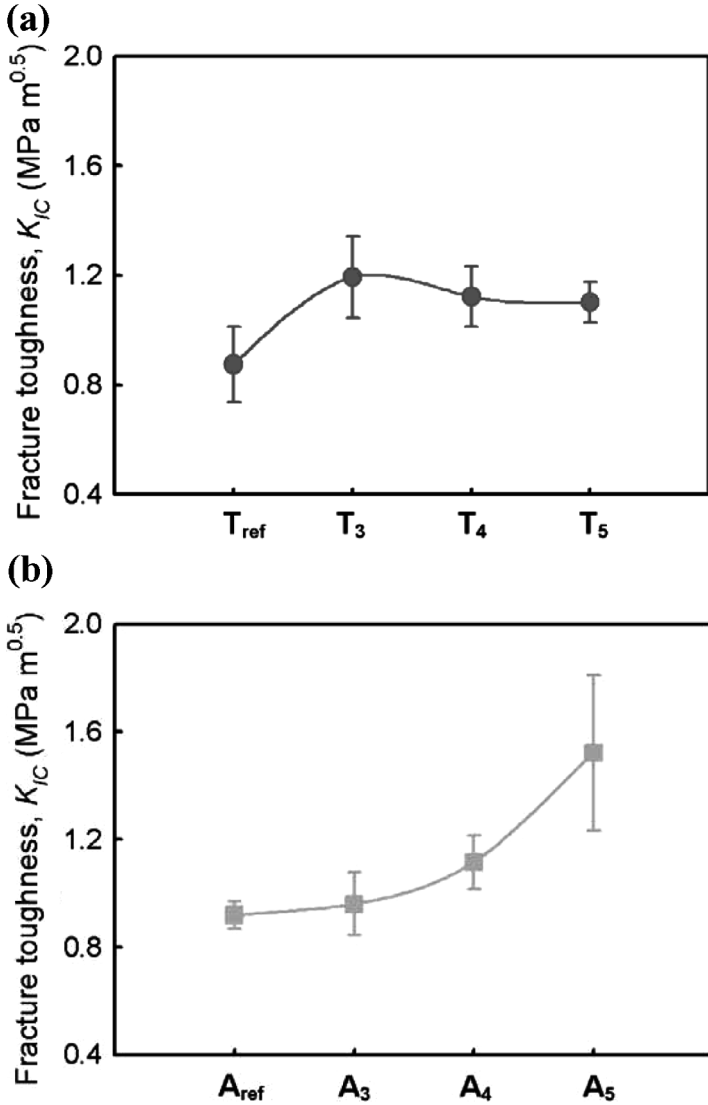 (a)
Fracture toughness, K_IC (MPa m^0.5)
2.0
1.6
1.2
0.8
0.4
T_ref T_3 T_4 T_5
(b)
Fracture toughness, K_IC (MPa m^0.5)
2.0
1.6
1.2
0.8
0.4
A_ref A_3 A_4 A_5